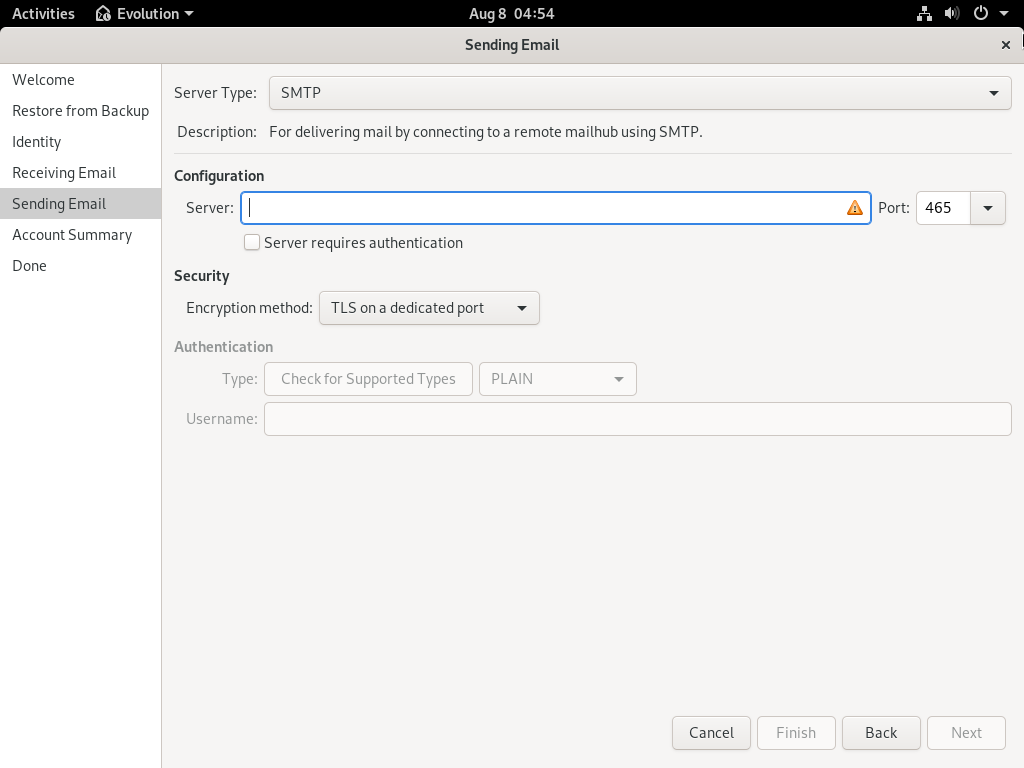 Activities Evolution Aug 8 04:54
Sending Email
Welcome
Restore from Backup
Identity
Receiving Email
Sending Email
Account Summary
Done
Server Type: SMTP
Description: For delivering mail by connecting to a remote mailhub using SMTP.
Configuration
Server: Port: 465
Server requires authentication
Security
Encryption method: TLS on a dedicated port
Authentication
Type: Check for Supported Types PLAIN
Username:
Cancel Finish Back Next